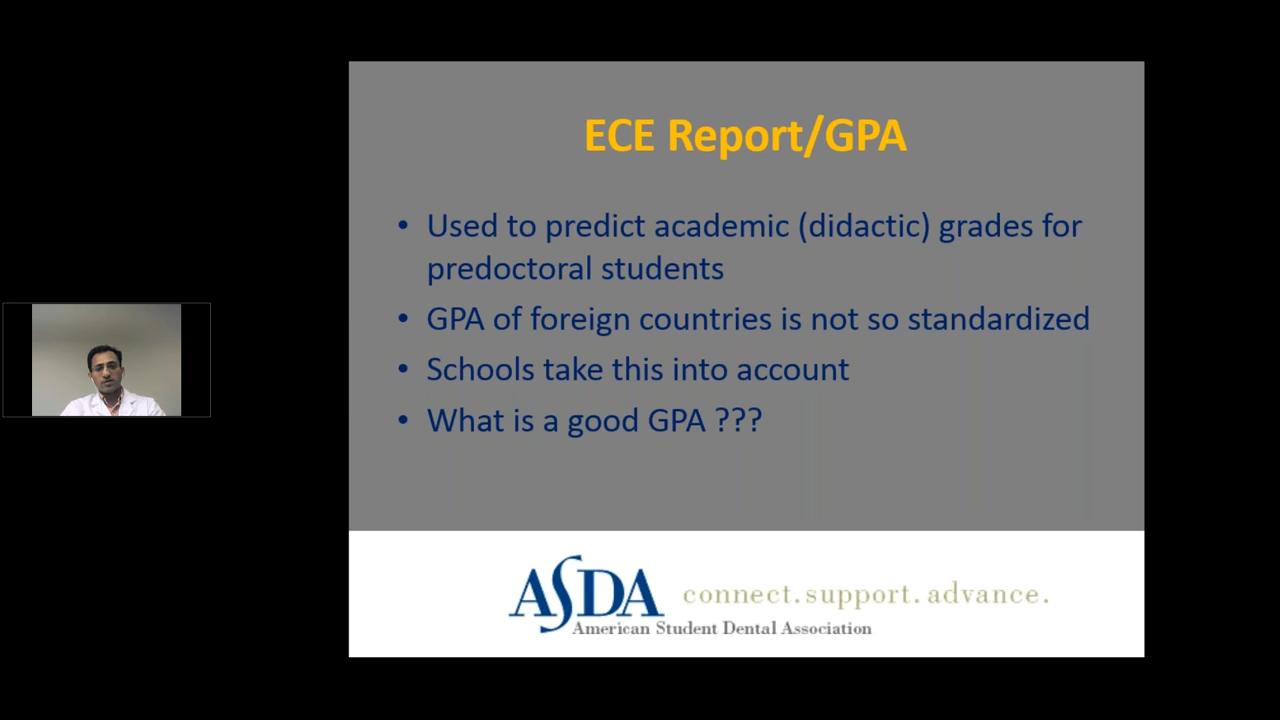 ECE Report/GPA
• Used to predict academic (didactic) grades for
predoctoral students
• GPA of foreign countries is not so standardized
• Schools take this into account
• What is a good GPA ???
ASDA connect. support. advance.
American Student Dental Association